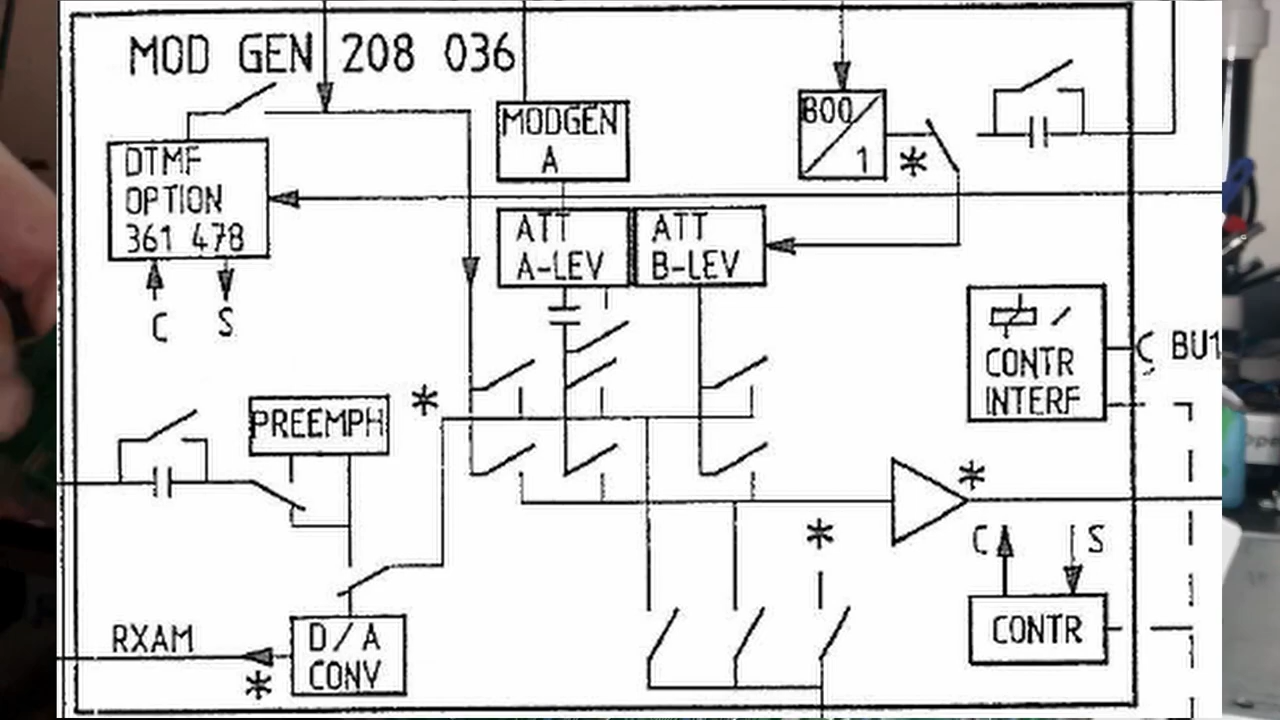 MOD GEN 208 036
MODGEN
A
800
1
*
DTMF
OPTION
361 478
ATT
A-LEV
ATT
B-LEV
C
S
CONTR
INTERF
BU1
*
PREEMPH
*
*
C
S
RXAM
*
D/A
CONV
CONTR